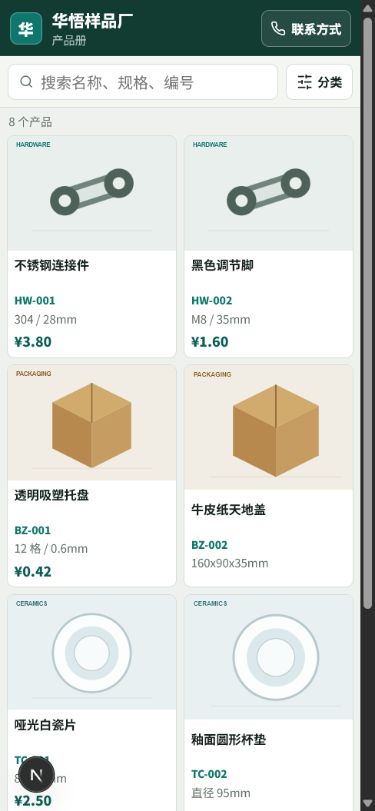 华
华悟样品厂
产品册
联系方式
搜索名称、规格、编号
分类
8 个产品
HARDWARE
不锈钢连接件
HW-001
304 / 28mm
¥3.80
HARDWARE
黑色调节脚
HW-002
M8 / 35mm
¥1.60
PACKAGING
透明吸塑托盘
BZ-001
12 格 / 0.6mm
¥0.42
PACKAGING
牛皮纸天地盖
BZ-002
160x90x35mm
CERAMICS
哑光白瓷片
¥2.50
CERAMICS
釉面圆形杯垫
TC-002
直径 95mm
N